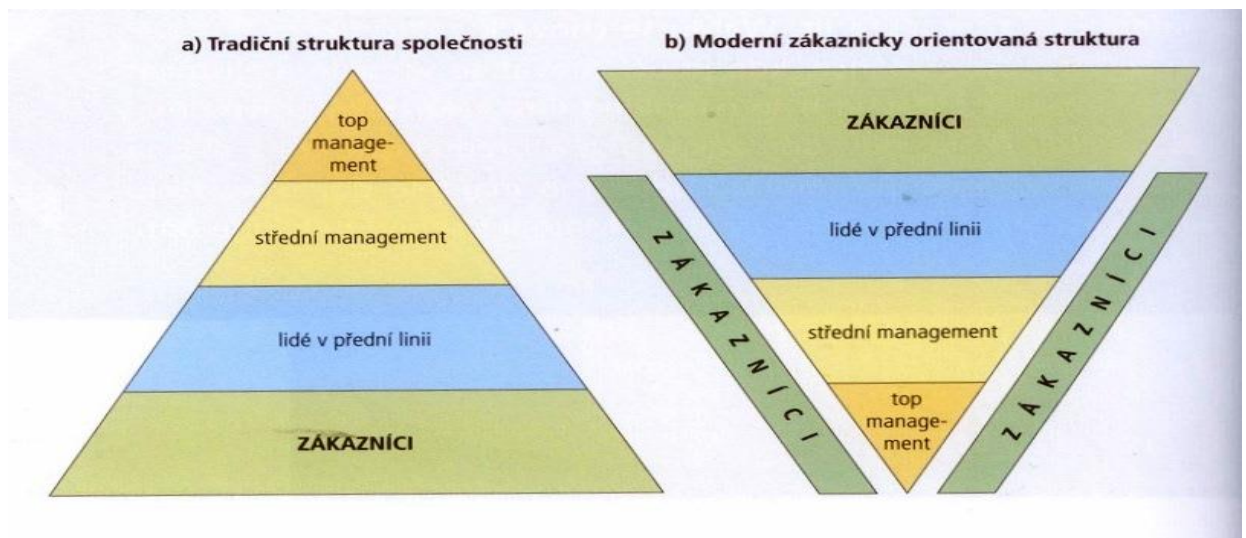 a) Tradiční struktura společnosti
top
manage-
ment
střední management
lidé v přední linii
ZÁKAZNÍCI
b) Moderní zákaznicky orientovaná struktura
ZÁKAZNÍCI
lidé v přední linii
střední management
top
manage-
ment
ZÁKAZNÍCI
ZÁKAZNÍCI